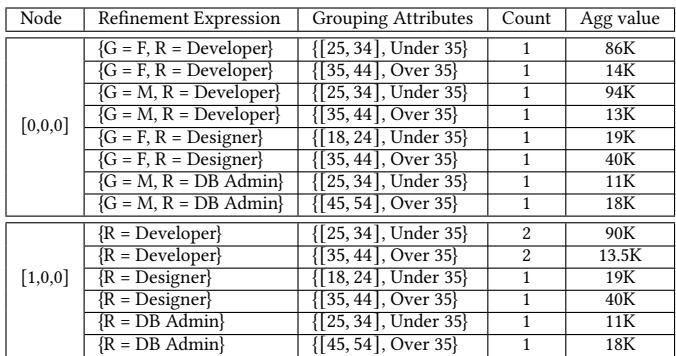 Node Refinement Expression Grouping Attributes Count Agg value
{G = F, R = Developer} {[25, 34], Under 35} 1 86K
{G = F, R = Developer} {[35, 44], Over 35} 1 14K
{G = M, R = Developer} {[25, 34], Under 35} 1 94K
{G = M, R = Developer} {[35, 44], Over 35} 1 13K
[0,0,0]
{G = F, R = Designer} {[18, 24], Under 35} 1 19K
{G = F, R = Designer} {[35, 44], Over 35} 1 40K
{G = M, R = DB Admin} {[25, 34], Under 35} 1 11K
{G = M, R = DB Admin} {[45, 54], Over 35} 1 18K
{R = Developer} {[25, 34], Under 35} 2 90K
{R = Developer} {[35, 44], Over 35} 2 13.5K
[1,0,0] {R = Designer} {[18, 24], Under 35} 1 19K
{R = Designer} {[35, 44], Over 35} 1 40K
{R = DB Admin} {[25, 34], Under 35} 1 11K
{R = DB Admin} {[45, 54], Over 35} 1 18K